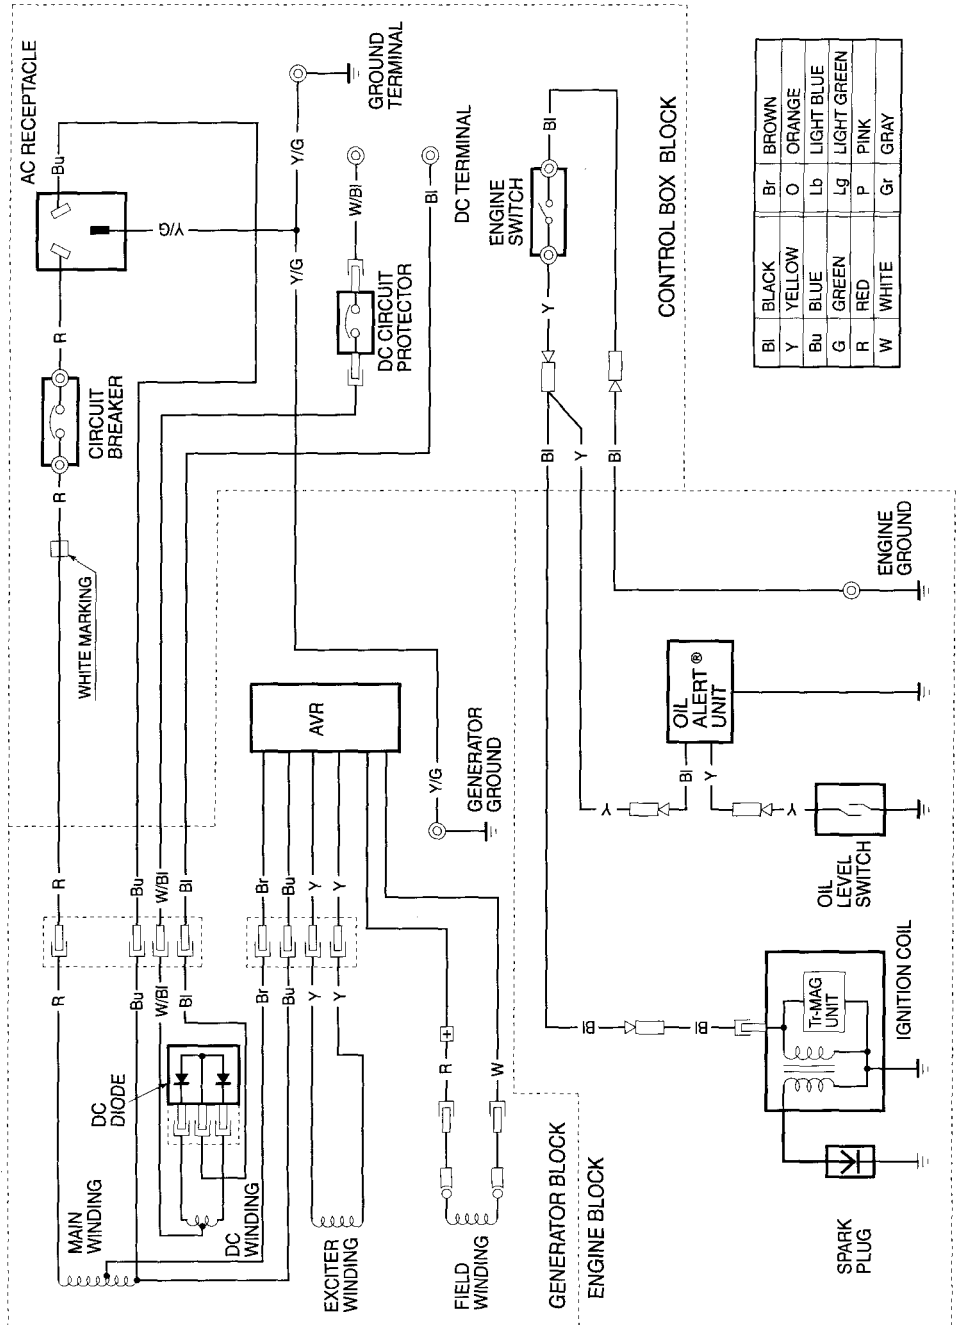 AC RECEPTACLE
Bu
R
Y/G
CIRCUIT
BREAKER
R
WHITE MARKING
R
Bu
W/Bl
Bl
R
Bu
W/Bl
Bl
Y/G
Y/G
GROUND
TERMINAL
W/Bl
Bl
DC TERMINAL
DC CIRCUIT
PROTECTOR
ENGINE
SWITCH
Bl
Y
CONTROL BOX BLOCK
Bl
Y
Bl
Bl BLACK Br BROWN
Y YELLOW O ORANGE
Bu BLUE Lb LIGHT BLUE
G GREEN Lg LIGHT GREEN
R RED P PINK
W WHITE Gr GRAY
MAIN
WINDING
DC
DIODE
DC
WINDING
AVR
Br
Bu
Y
Y
Br
Bu
Y
Y
EXCITER
WINDING
Y/G
GENERATOR
GROUND
+
R
W
FIELD
WINDING
GENERATOR BLOCK
ENGINE BLOCK
ENGINE
GROUND
OIL
ALERT ®
UNIT
Bl
Y
Y
Y
OIL
LEVEL
SWITCH
Bl
Bl
Tr-MAG
UNIT
IGNITION COIL
SPARK
PLUG